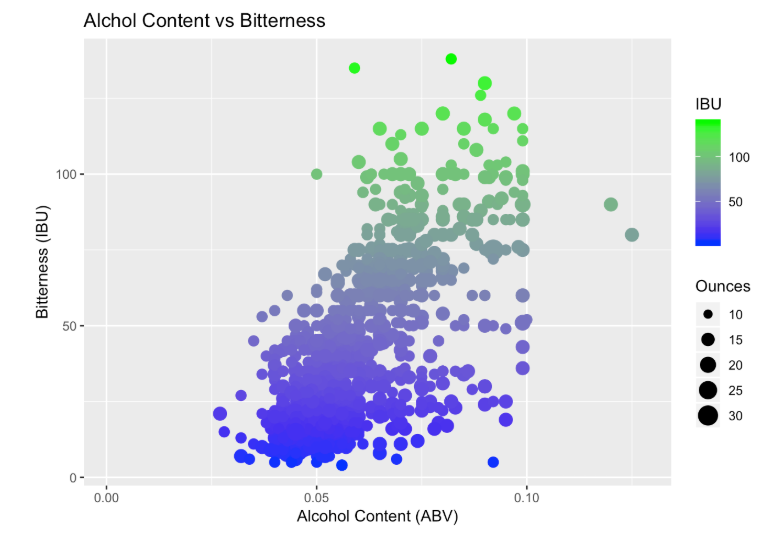 Alchol Content vs Bitterness
Bitterness (IBU)
100
50
0
0.00
0.05
0.10
Alcohol Content (ABV)
IBU
100
50
Ounces
10
15
20
25
30